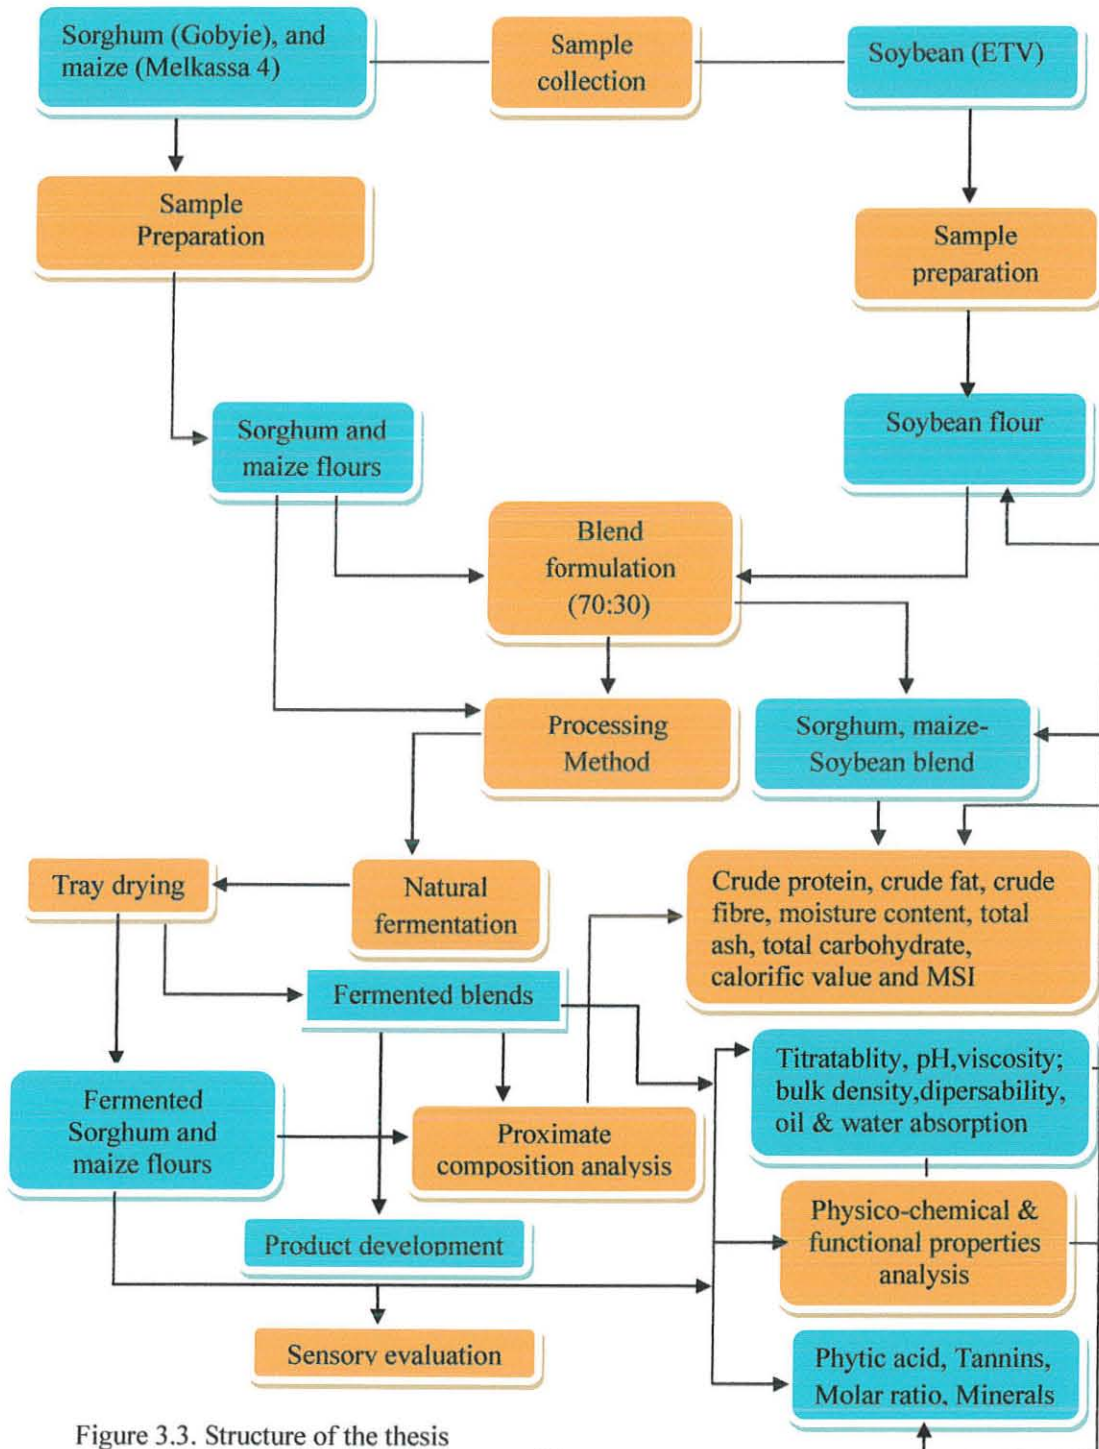 Sorghum (Gobyie), and
maize (Melkassa 4)
Sample
collection
Soybean (ETV)
Sample
Preparation
Sample
preparation
Sorghum and
maize flours
Soybean flour
Blend
formulation
(70:30)
Processing
Method
Sorghum, maize-
Soybean blend
Tray drying
Natural
fermentation
Crude protein, crude fat, crude
fibre, moisture content, total
ash, total carbohydrate,
calorific value and MSI
Fermented blends
Titratablity, pH,viscosity;
bulk density,dipersability,
oil & water absorption
Fermented
Sorghum and
maize flours
Proximate
composition analysis
Physico-chemical &
functional properties
analysis
Product development
Sensory evaluation
Phytic acid, Tannins,
Molar ratio, Minerals
Figure 3.3. Structure of the thesis